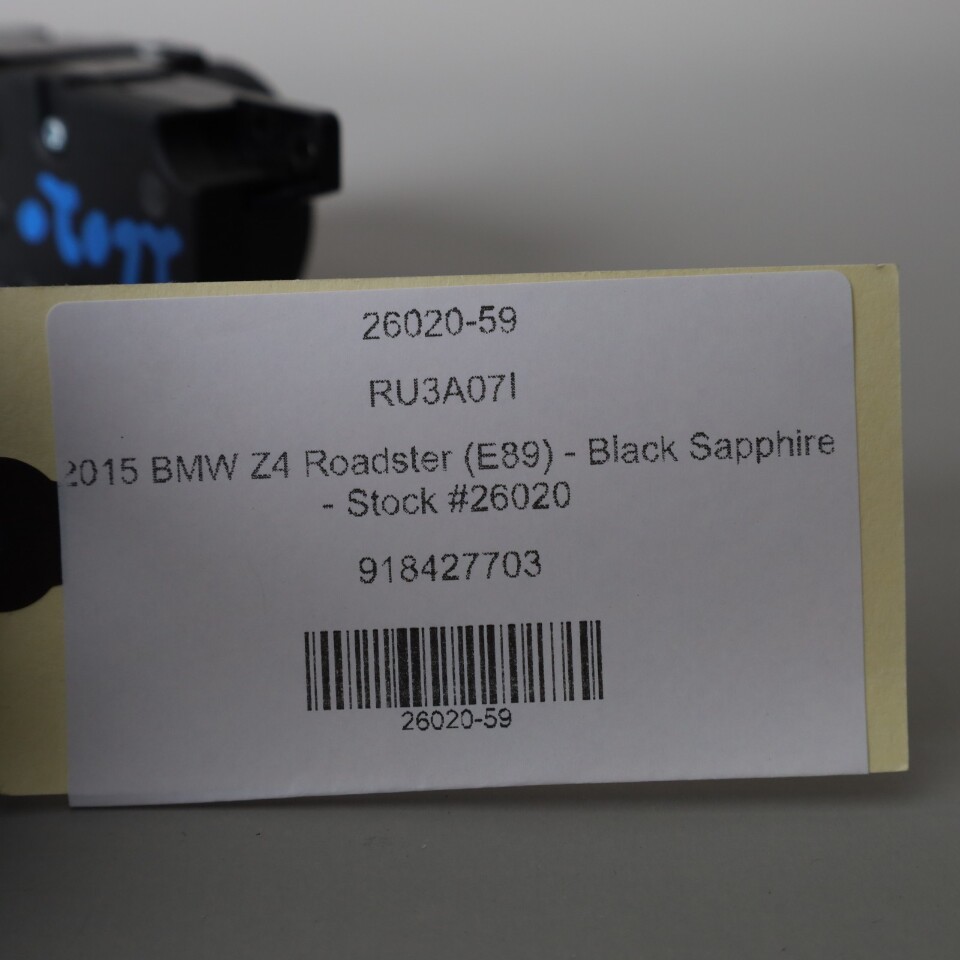 26020-59
RU3A07I
2015 BMW Z4 Roadster (E89) - Black Sapphire
- Stock #26020
918427703
26020-59